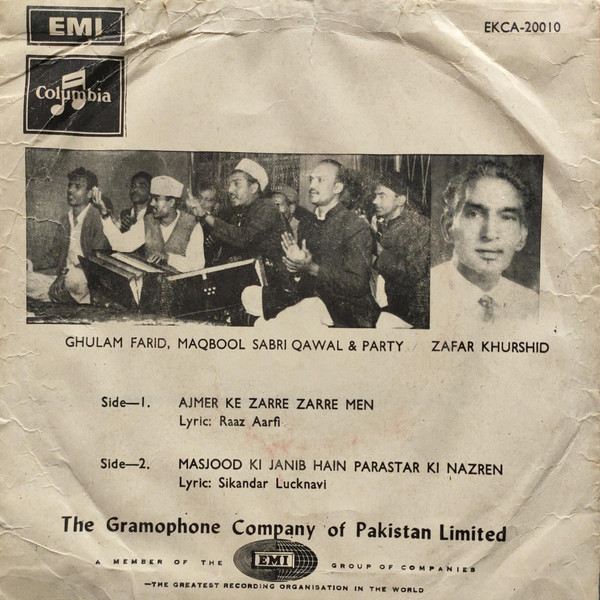 EMI
EKCA-20010
Columbia
GHULAM FARID, MAQBOOL SABRI QAWAL & PARTY
ZAFAR KHURSHID
Side—1. AJMER KE ZARRE ZARRE MEN
Lyric: Raaz Aarfi
Side—2. MASJOOD KI JANIB HAIN PARASTAR KI NAZREN
Lyric: Sikandar Lucknavi
The Gramophone Company of Pakistan Limited
A MEMBER OF THE EMI GROUP OF COMPANIES
—THE GREATEST RECORDING ORGANISATION IN THE WORLD